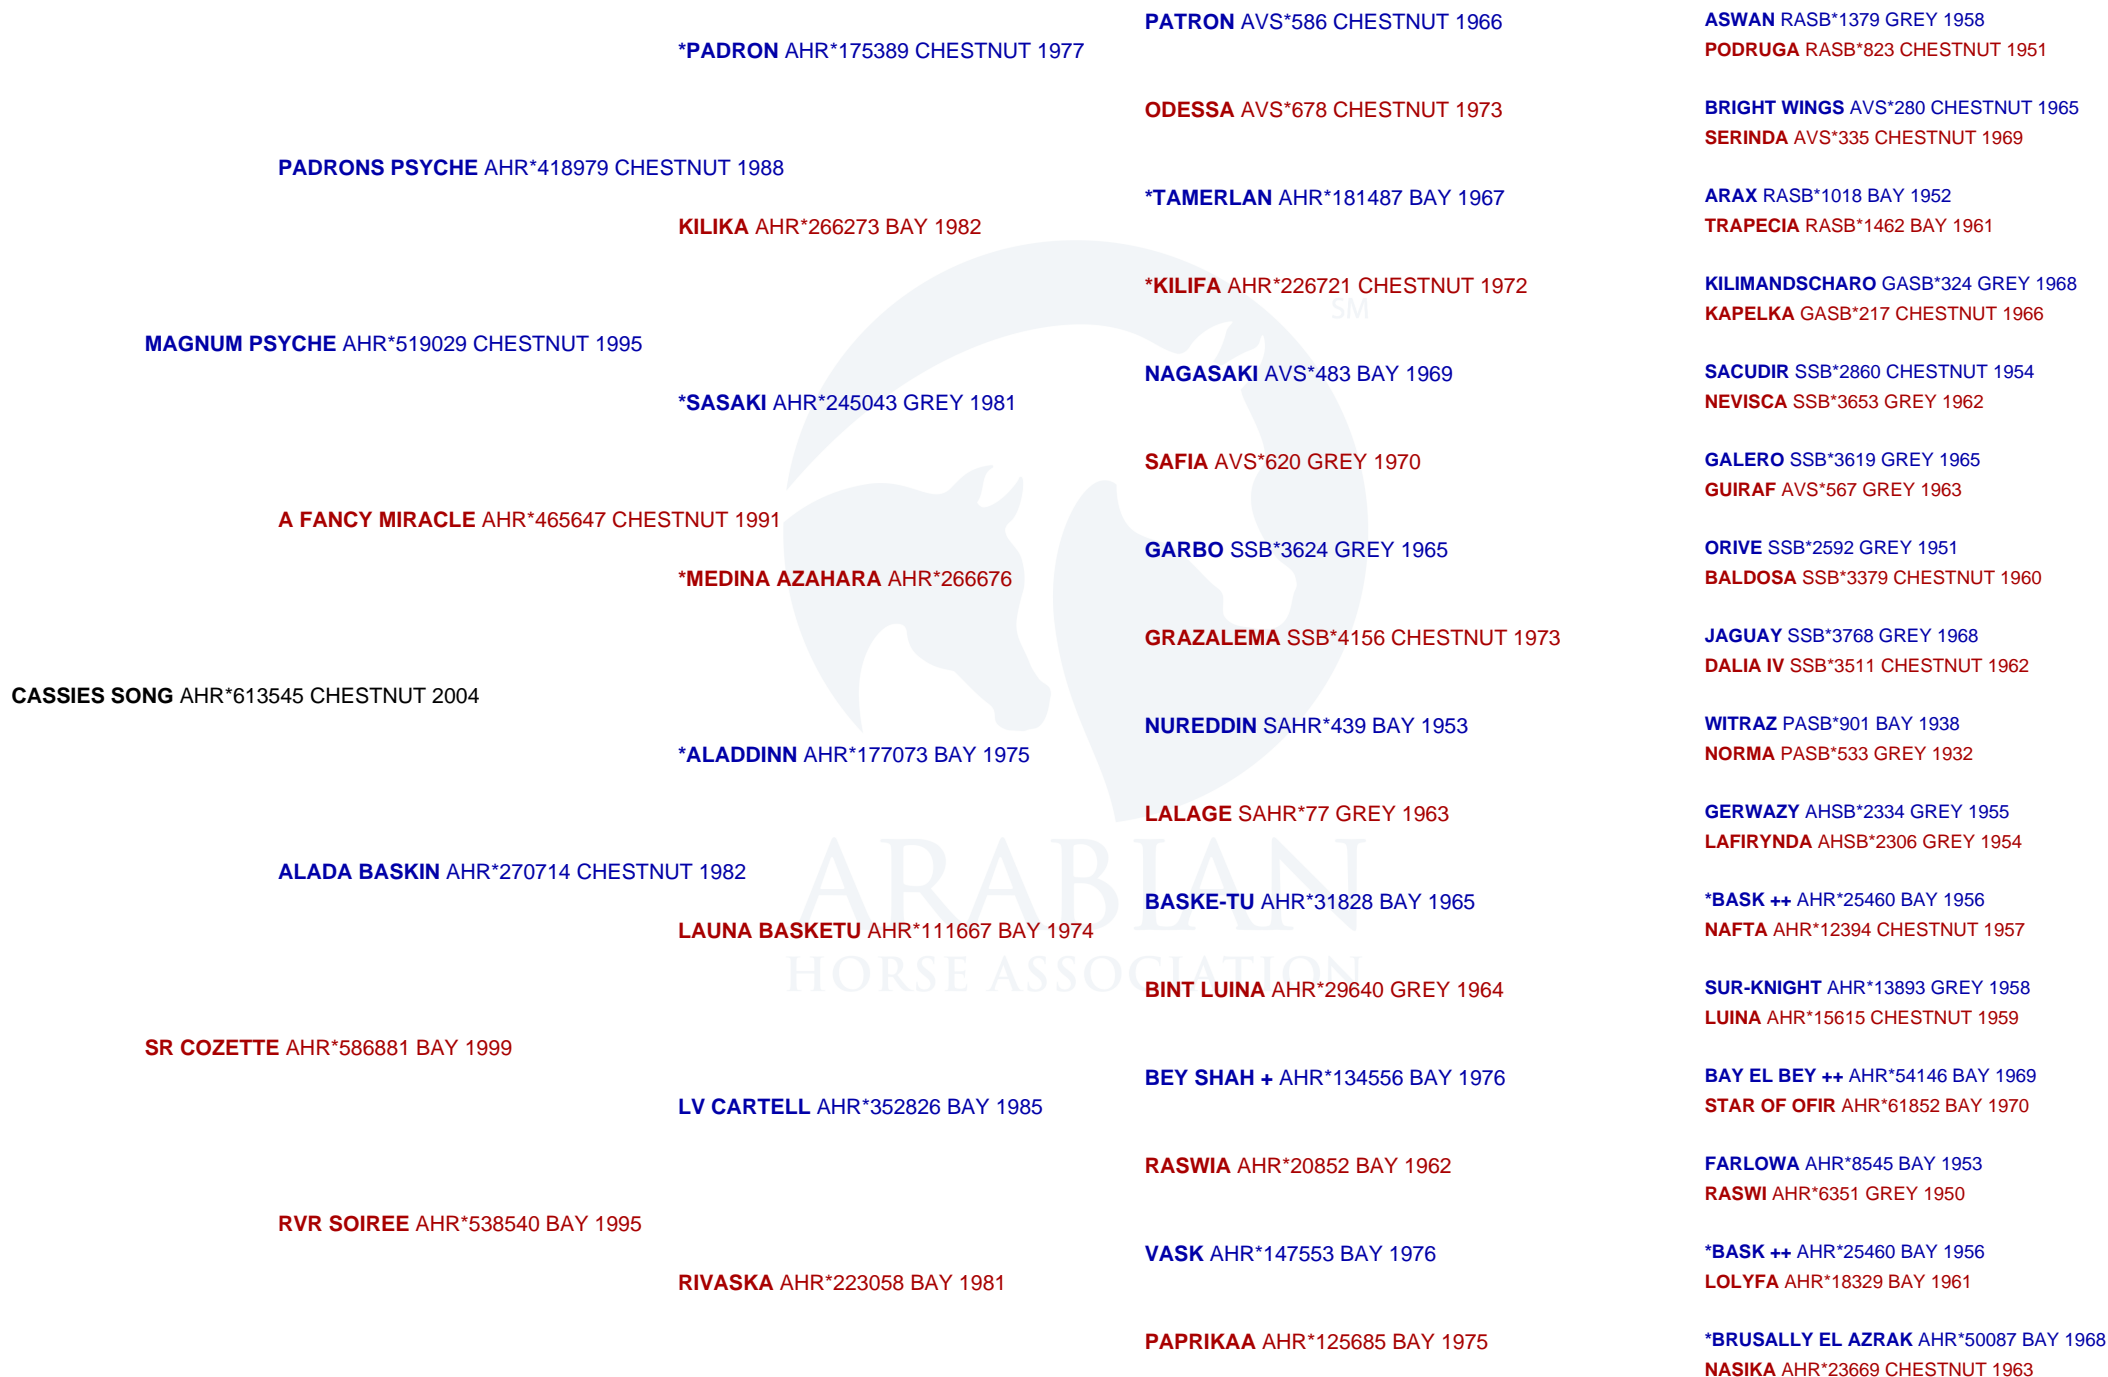 PATRON AVS*586 CHESTNUT 1966
ASWAN RASB*1379 GREY 1958
*PADRON AHR*175389 CHESTNUT 1977
PODRUGA RASB*823 CHESTNUT 1951
ODESSA AVS*678 CHESTNUT 1973
BRIGHT WINGS AVS*280 CHESTNUT 1965
SERINDA AVS*335 CHESTNUT 1969
PADRONS PSYCHE AHR*418979 CHESTNUT 1988
*TAMERLAN AHR*181487 BAY 1967
ARAX RASB*1018 BAY 1952
KILIKA AHR*266273 BAY 1982
TRAPECIA RASB*1462 BAY 1961
*KILIFA AHR*226721 CHESTNUT 1972
KILIMANDSCHARO GASB*324 GREY 1968
SM
KAPELKA GASB*217 CHESTNUT 1966
MAGNUM PSYCHE AHR*519029 CHESTNUT 1995
NAGASAKI AVS*483 BAY 1969
SACUDIR SSB*2860 CHESTNUT 1954
*SASAKI AHR*245043 GREY 1981
NEVISCA SSB*3653 GREY 1962
SAFIA AVS*620 GREY 1970
GALERO SSB*3619 GREY 1965
GUIRAF AVS*567 GREY 1963
A FANCY MIRACLE AHR*465647 CHESTNUT 1991
GARBO SSB*3624 GREY 1965
ORIVE SSB*2592 GREY 1951
*MEDINA AZAHARA AHR*266676
BALDOSA SSB*3379 CHESTNUT 1960
GRAZALEMA SSB*4156 CHESTNUT 1973
JAGUAY SSB*3768 GREY 1968
DALIA IV SSB*3511 CHESTNUT 1962
CASSIES SONG AHR*613545 CHESTNUT 2004
NUREDDIN SAHR*439 BAY 1953
WITRAZ PASB*901 BAY 1938
*ALADDINN AHR*177073 BAY 1975
NORMA PASB*533 GREY 1932
LALAGE SAHR*77 GREY 1963
GERWAZY AHSB*2334 GREY 1955
LAFIRYNDA AHSB*2306 GREY 1954
ALADA BASKIN AHR*270714 CHESTNUT 1982
ARABIAN
BASKE-TU AHR*31828 BAY 1965
*BASK ++ AHR*25460 BAY 1956
LAUNA BASKETU AHR*111667 BAY 1974
NAFTA AHR*12394 CHESTNUT 1957
HORSE ASSOCIATION
BINT LUINA AHR*29640 GREY 1964
SUR-KNIGHT AHR*13893 GREY 1958
LUINA AHR*15615 CHESTNUT 1959
SR COZETTE AHR*586881 BAY 1999
BEY SHAH + AHR*134556 BAY 1976
BAY EL BEY ++ AHR*54146 BAY 1969
LV CARTELL AHR*352826 BAY 1985
STAR OF OFIR AHR*61852 BAY 1970
RASWIA AHR*20852 BAY 1962
FARLOWA AHR*8545 BAY 1953
RASWI AHR*6351 GREY 1950
RVR SOIREE AHR*538540 BAY 1995
VASK AHR*147553 BAY 1976
*BASK ++ AHR*25460 BAY 1956
RIVASKA AHR*223058 BAY 1981
LOLYFA AHR*18329 BAY 1961
PAPRIKAA AHR*125685 BAY 1975
*BRUSALLY EL AZRAK AHR*50087 BAY 1968
NASIKA AHR*23669 CHESTNUT 1963